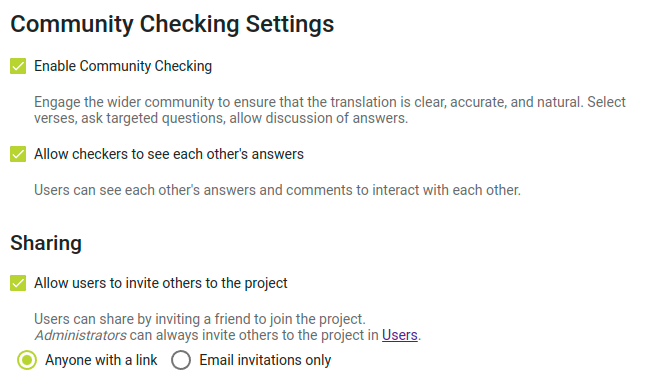 Community Checking Settings
Enable Community Checking
Engage the wider community to ensure that the translation is clear, accurate, and natural. Select
verses, ask targeted questions, allow discussion of answers.
Allow checkers to see each other's answers
Users can see each other's answers and comments to interact with each other.
Sharing
Allow users to invite others to the project
Users can share by inviting a friend to join the project.
Administrators can always invite others to the project in Users.
Anyone with a link Email invitations only